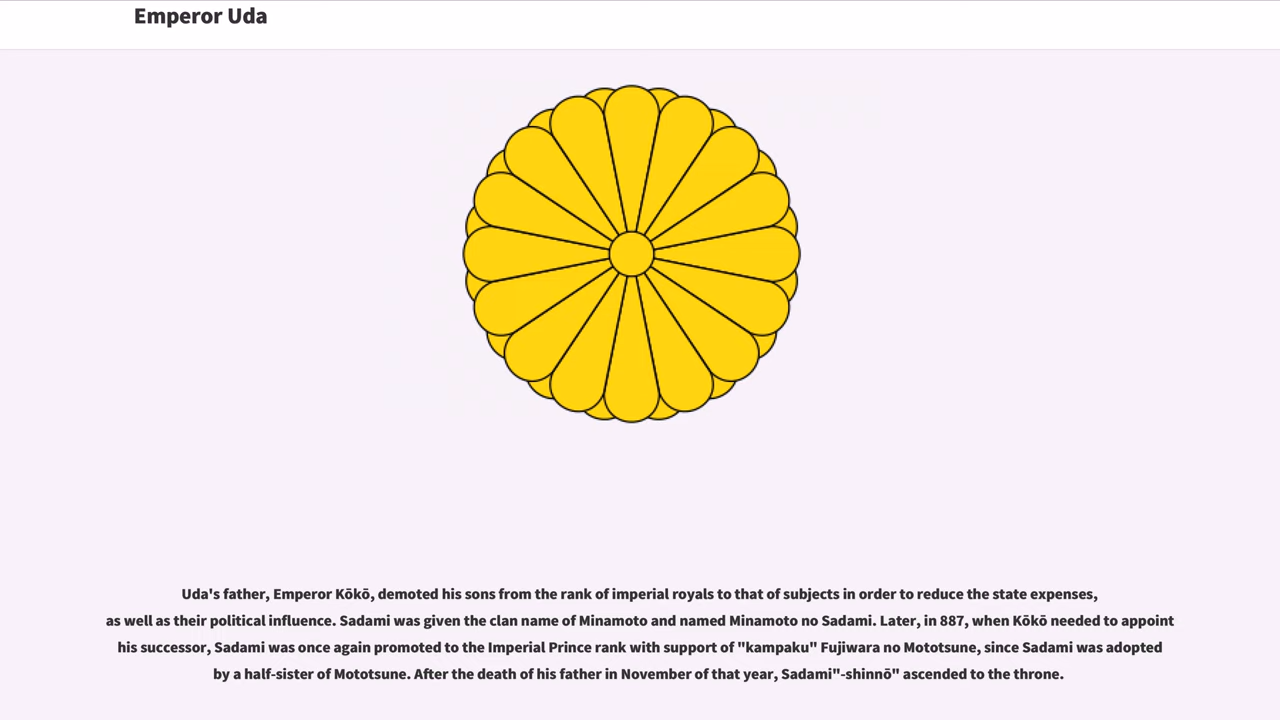 Emperor Uda
Uda's father, Emperor Kōkō, demoted his sons from the rank of imperial royals to that of subjects in order to reduce the state expenses,
as well as their political influence. Sadami was given the clan name of Minamoto and named Minamoto no Sadami. Later, in 887, when Kōkō needed to appoint
his successor, Sadami was once again promoted to the Imperial Prince rank with support of "kampaku" Fujiwara no Mototsune, since Sadami was adopted
by a half-sister of Mototsune. After the death of his father in November of that year, Sadami"-shinnō" ascended to the throne.